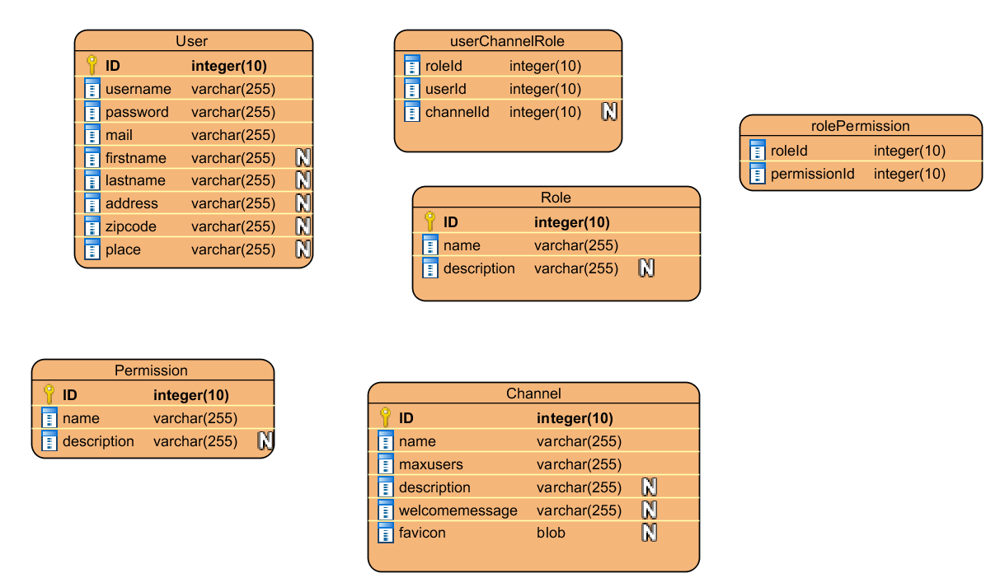 User
ID integer(10)
username varchar(255)
password varchar(255)
mail varchar(255)
firstname varchar(255) N
lastname varchar(255) N
address varchar(255) N
zipcode varchar(255) N
place varchar(255) N
userChannelRole
roleId integer(10)
userId integer(10)
channelId integer(10) N
rolePermission
roleId integer(10)
permissionId integer(10)
Role
ID integer(10)
name varchar(255)
description varchar(255) N
Permission
ID integer(10)
name varchar(255)
description varchar(255) N
Channel
ID integer(10)
name varchar(255)
maxusers varchar(255)
description varchar(255) N
welcomemessage varchar(255) N
favicon blob N